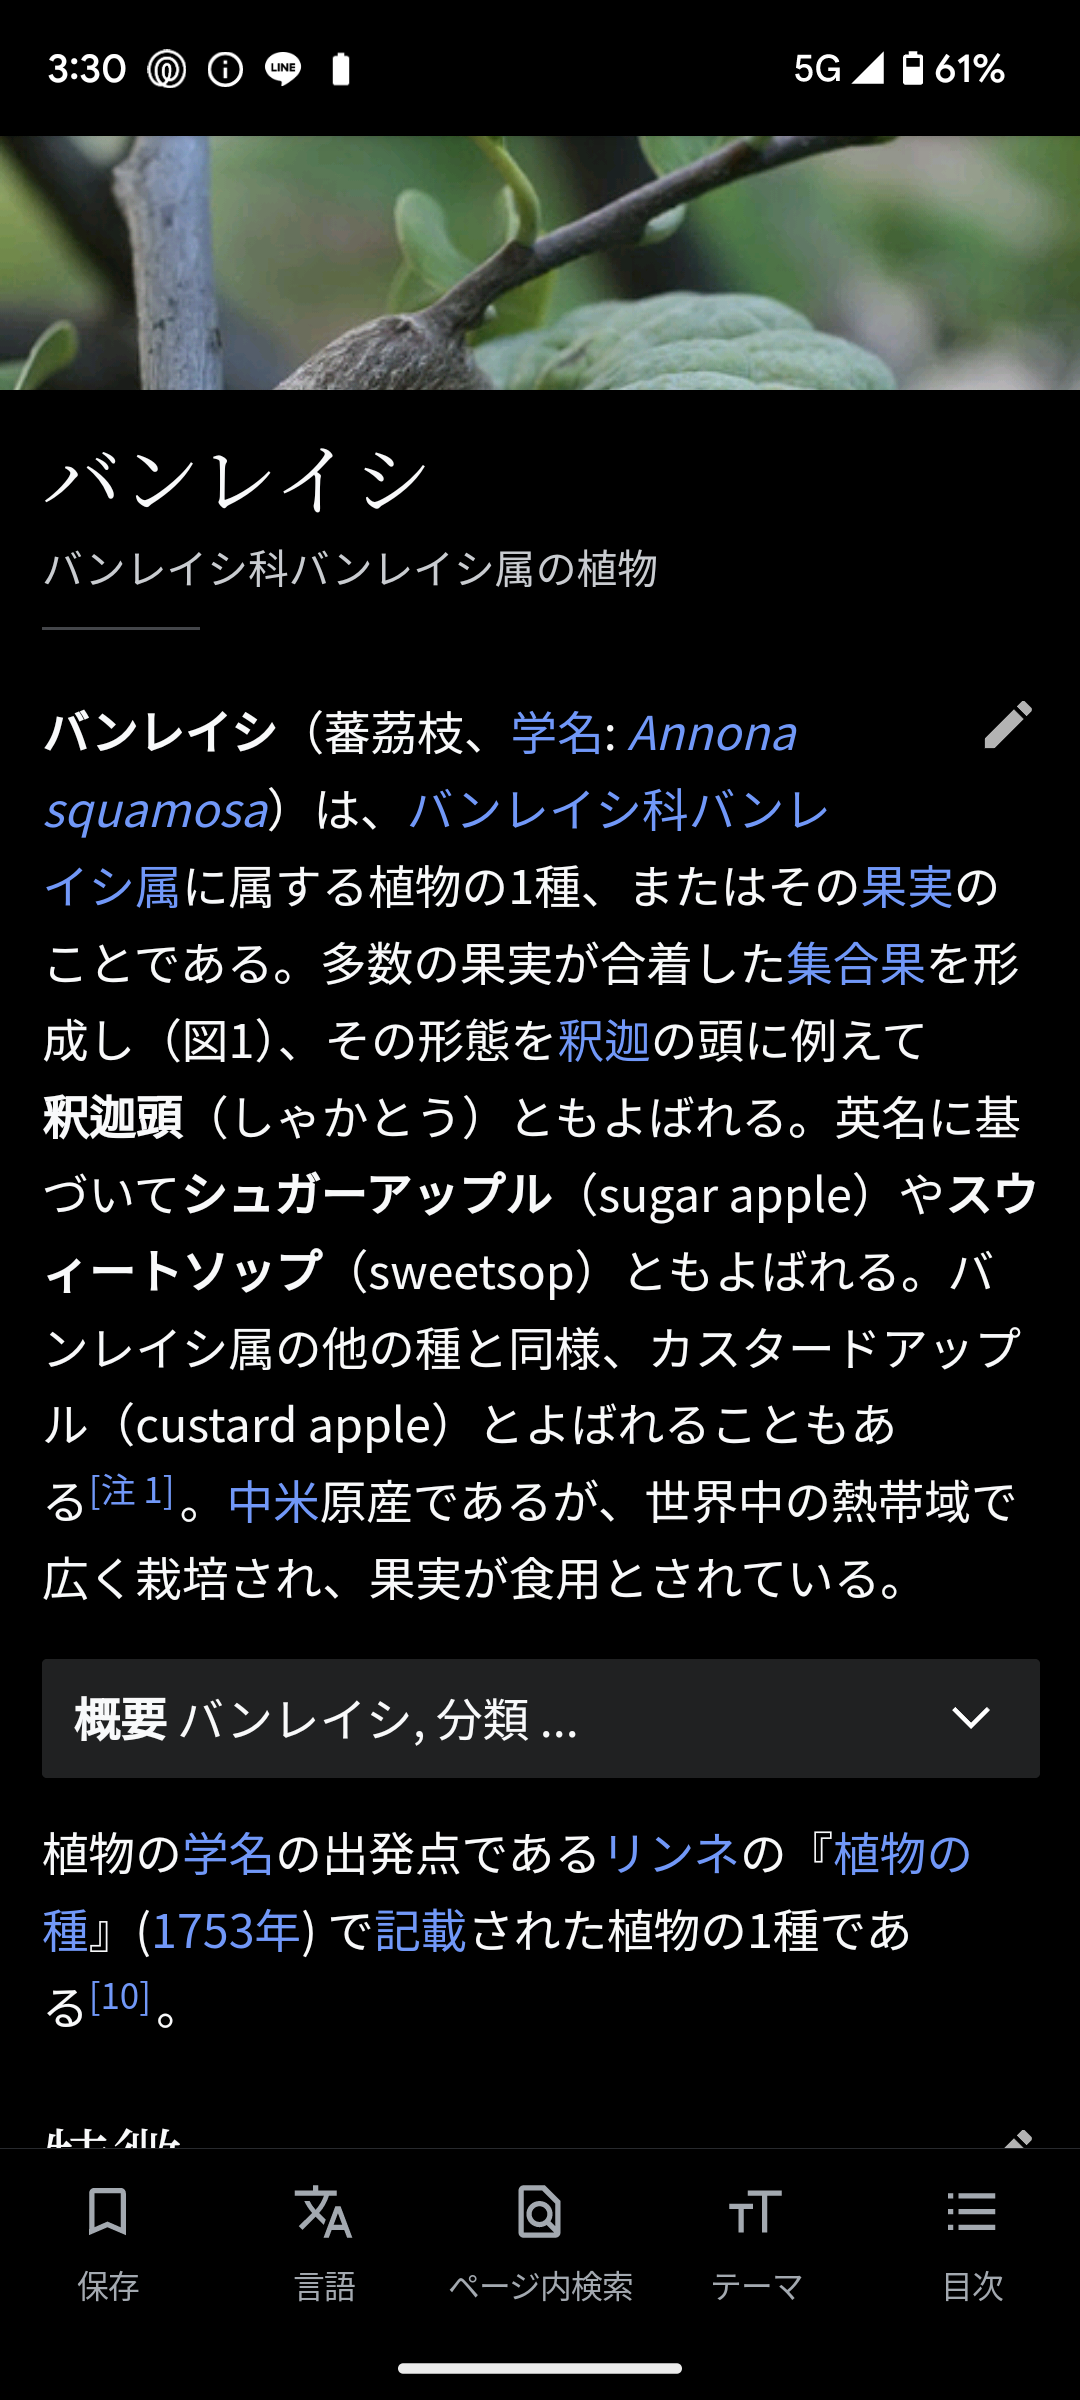 3:30 LINE 5G 61%
バンレイシ
バンレイシ科バンレイシ属の植物
バンレイシ（蕃茘枝、学名: Annona
squamosa）は、バンレイシ科バンレ
イシ属に属する植物の1種、またはその果実の
ことである。多数の果実が合着した集合果を形
成し（図1）、その形態を釈迦の頭に例えて
釈迦頭（しゃかとう）ともよばれる。英名に基
づいてシュガーアップル（sugar apple）やスウ
ィートソップ（sweetsop）ともよばれる。バ
ンレイシ属の他の種と同様、カスタードアップ
ル（custard apple）とよばれることもあ
る[注 1]。中米原産であるが、世界中の熱帯域で
広く栽培され、果実が食用とされている。
概要 バンレイシ, 分類 ...
植物の学名の出発点であるリンネの『植物の
種』(1753年) で記載された植物の1種であ
る[10]。
特徴
保存 言語 ページ内検索 テーマ 目次